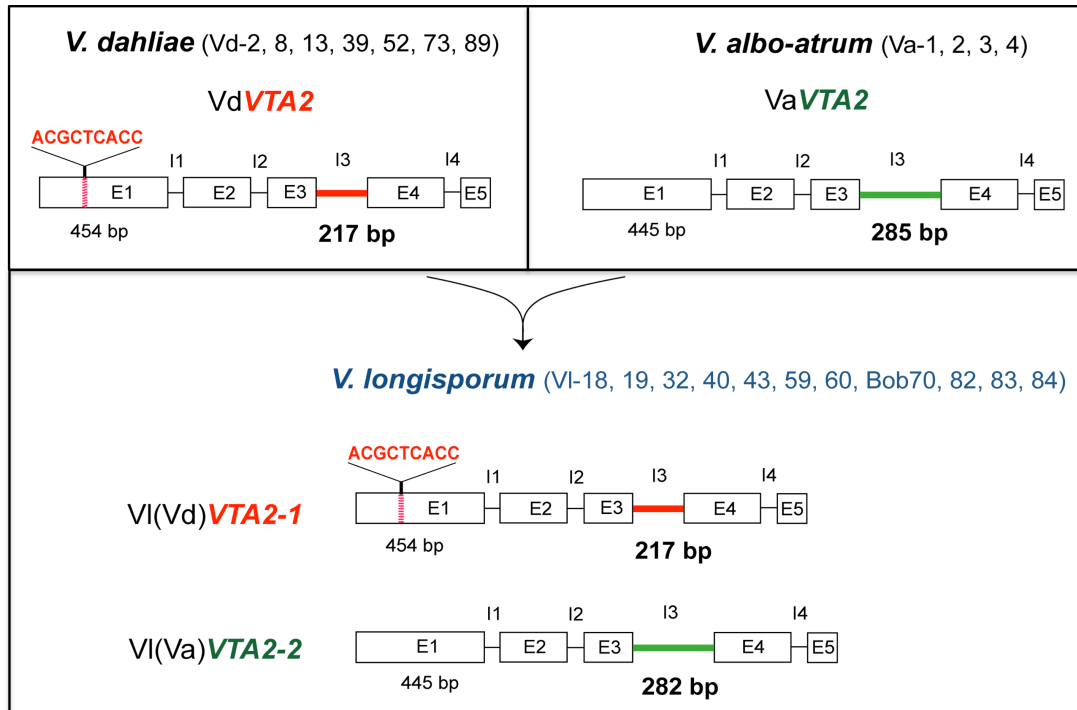 V. dahliae (Vd-2, 8, 13, 39, 52, 73, 89)
VdVTA2
ACGCTCACC
I1 I2 I3 I4
E1 E2 E3 E4 E5
454 bp 217 bp
V. albo-atrum (Va-1, 2, 3, 4)
VaVTA2
I1 I2 I3 I4
E1 E2 E3 E4 E5
445 bp 285 bp
V. longisporum (Vl-18, 19, 32, 40, 43, 59, 60, Bob70, 82, 83, 84)
ACGCTCACC
I1 I2 I3 I4
Vl(Vd)VTA2-1 E1 E2 E3 E4 E5
454 bp 217 bp
I1 I2 I3 I4
Vl(Va)VTA2-2 E1 E2 E3 E4 E5
445 bp 282 bp